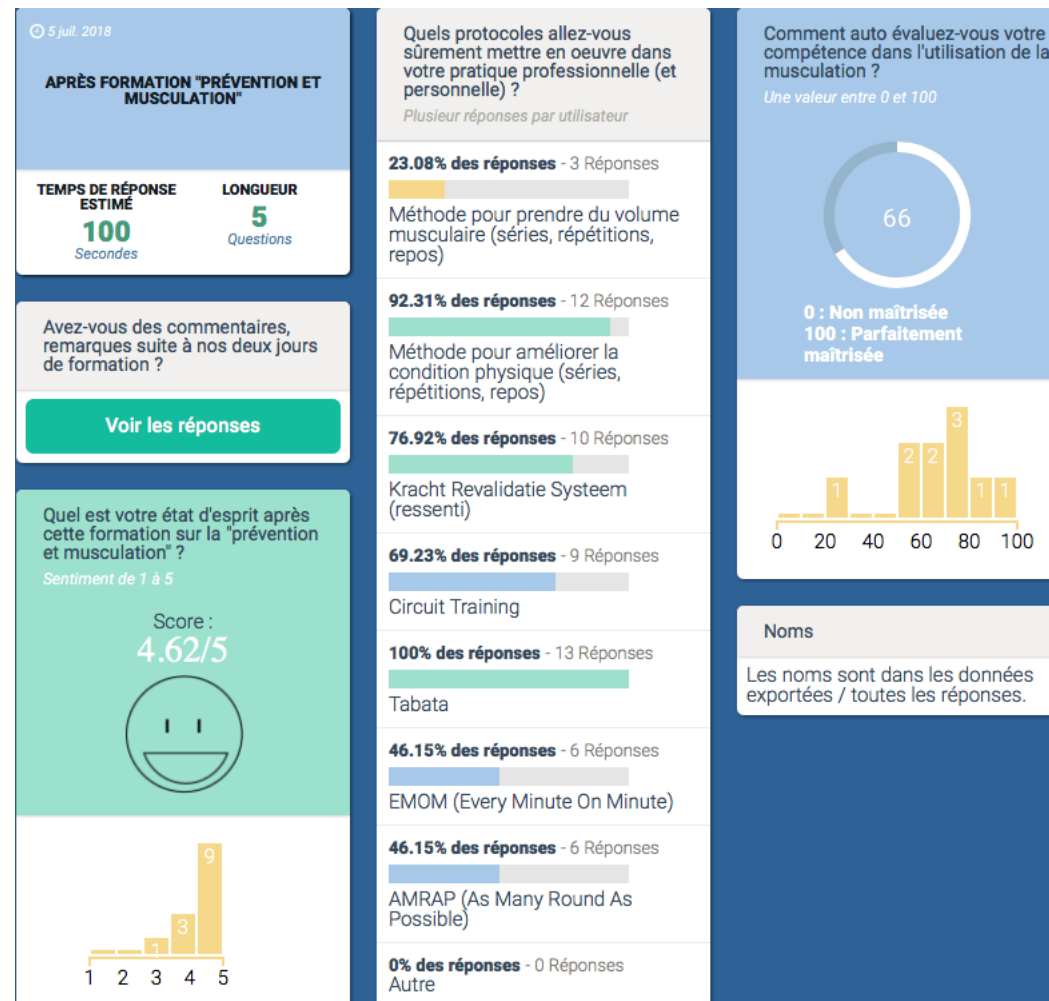 5 juil. 2018
APRÈS FORMATION "PRÉVENTION ET
MUSCULATION"
TEMPS DE RÉPONSE
ESTIMÉ
100
Secondes
LONGUEUR
5
Questions
Avez-vous des commentaires,
remarques suite à nos deux jours
de formation ?
Voir les réponses
Quel est votre état d'esprit après
cette formation sur la "prévention
et musculation" ?
Sentiment de 1 à 5
Score :
4.62/5
9
3
1
1 2 3 4 5
Quels protocoles allez-vous
sûrement mettre en oeuvre dans
votre pratique professionnelle (et
personnelle) ?
Plusieur réponses par utilisateur
23.08% des réponses - 3 Réponses
Méthode pour prendre du volume
musculaire (séries, répétitions,
repos)
92.31% des réponses - 12 Réponses
Méthode pour améliorer la
condition physique (séries,
répétitions, repos)
76.92% des réponses - 10 Réponses
Kracht Revalidatie Systeem
(ressenti)
69.23% des réponses - 9 Réponses
Circuit Training
100% des réponses - 13 Réponses
Tabata
46.15% des réponses - 6 Réponses
EMOM (Every Minute On Minute)
46.15% des réponses - 6 Réponses
AMRAP (As Many Round As
Possible)
0% des réponses - 0 Réponses
Autre
Comment auto évaluez-vous votre
compétence dans l'utilisation de la
musculation ?
Une valeur entre 0 et 100
66
0 : Non maîtrisée
100 : Parfaitement
maîtrisée
3
2 2
1 1 1
0 20 40 60 80 100
Noms
Les noms sont dans les données
exportées / toutes les réponses.